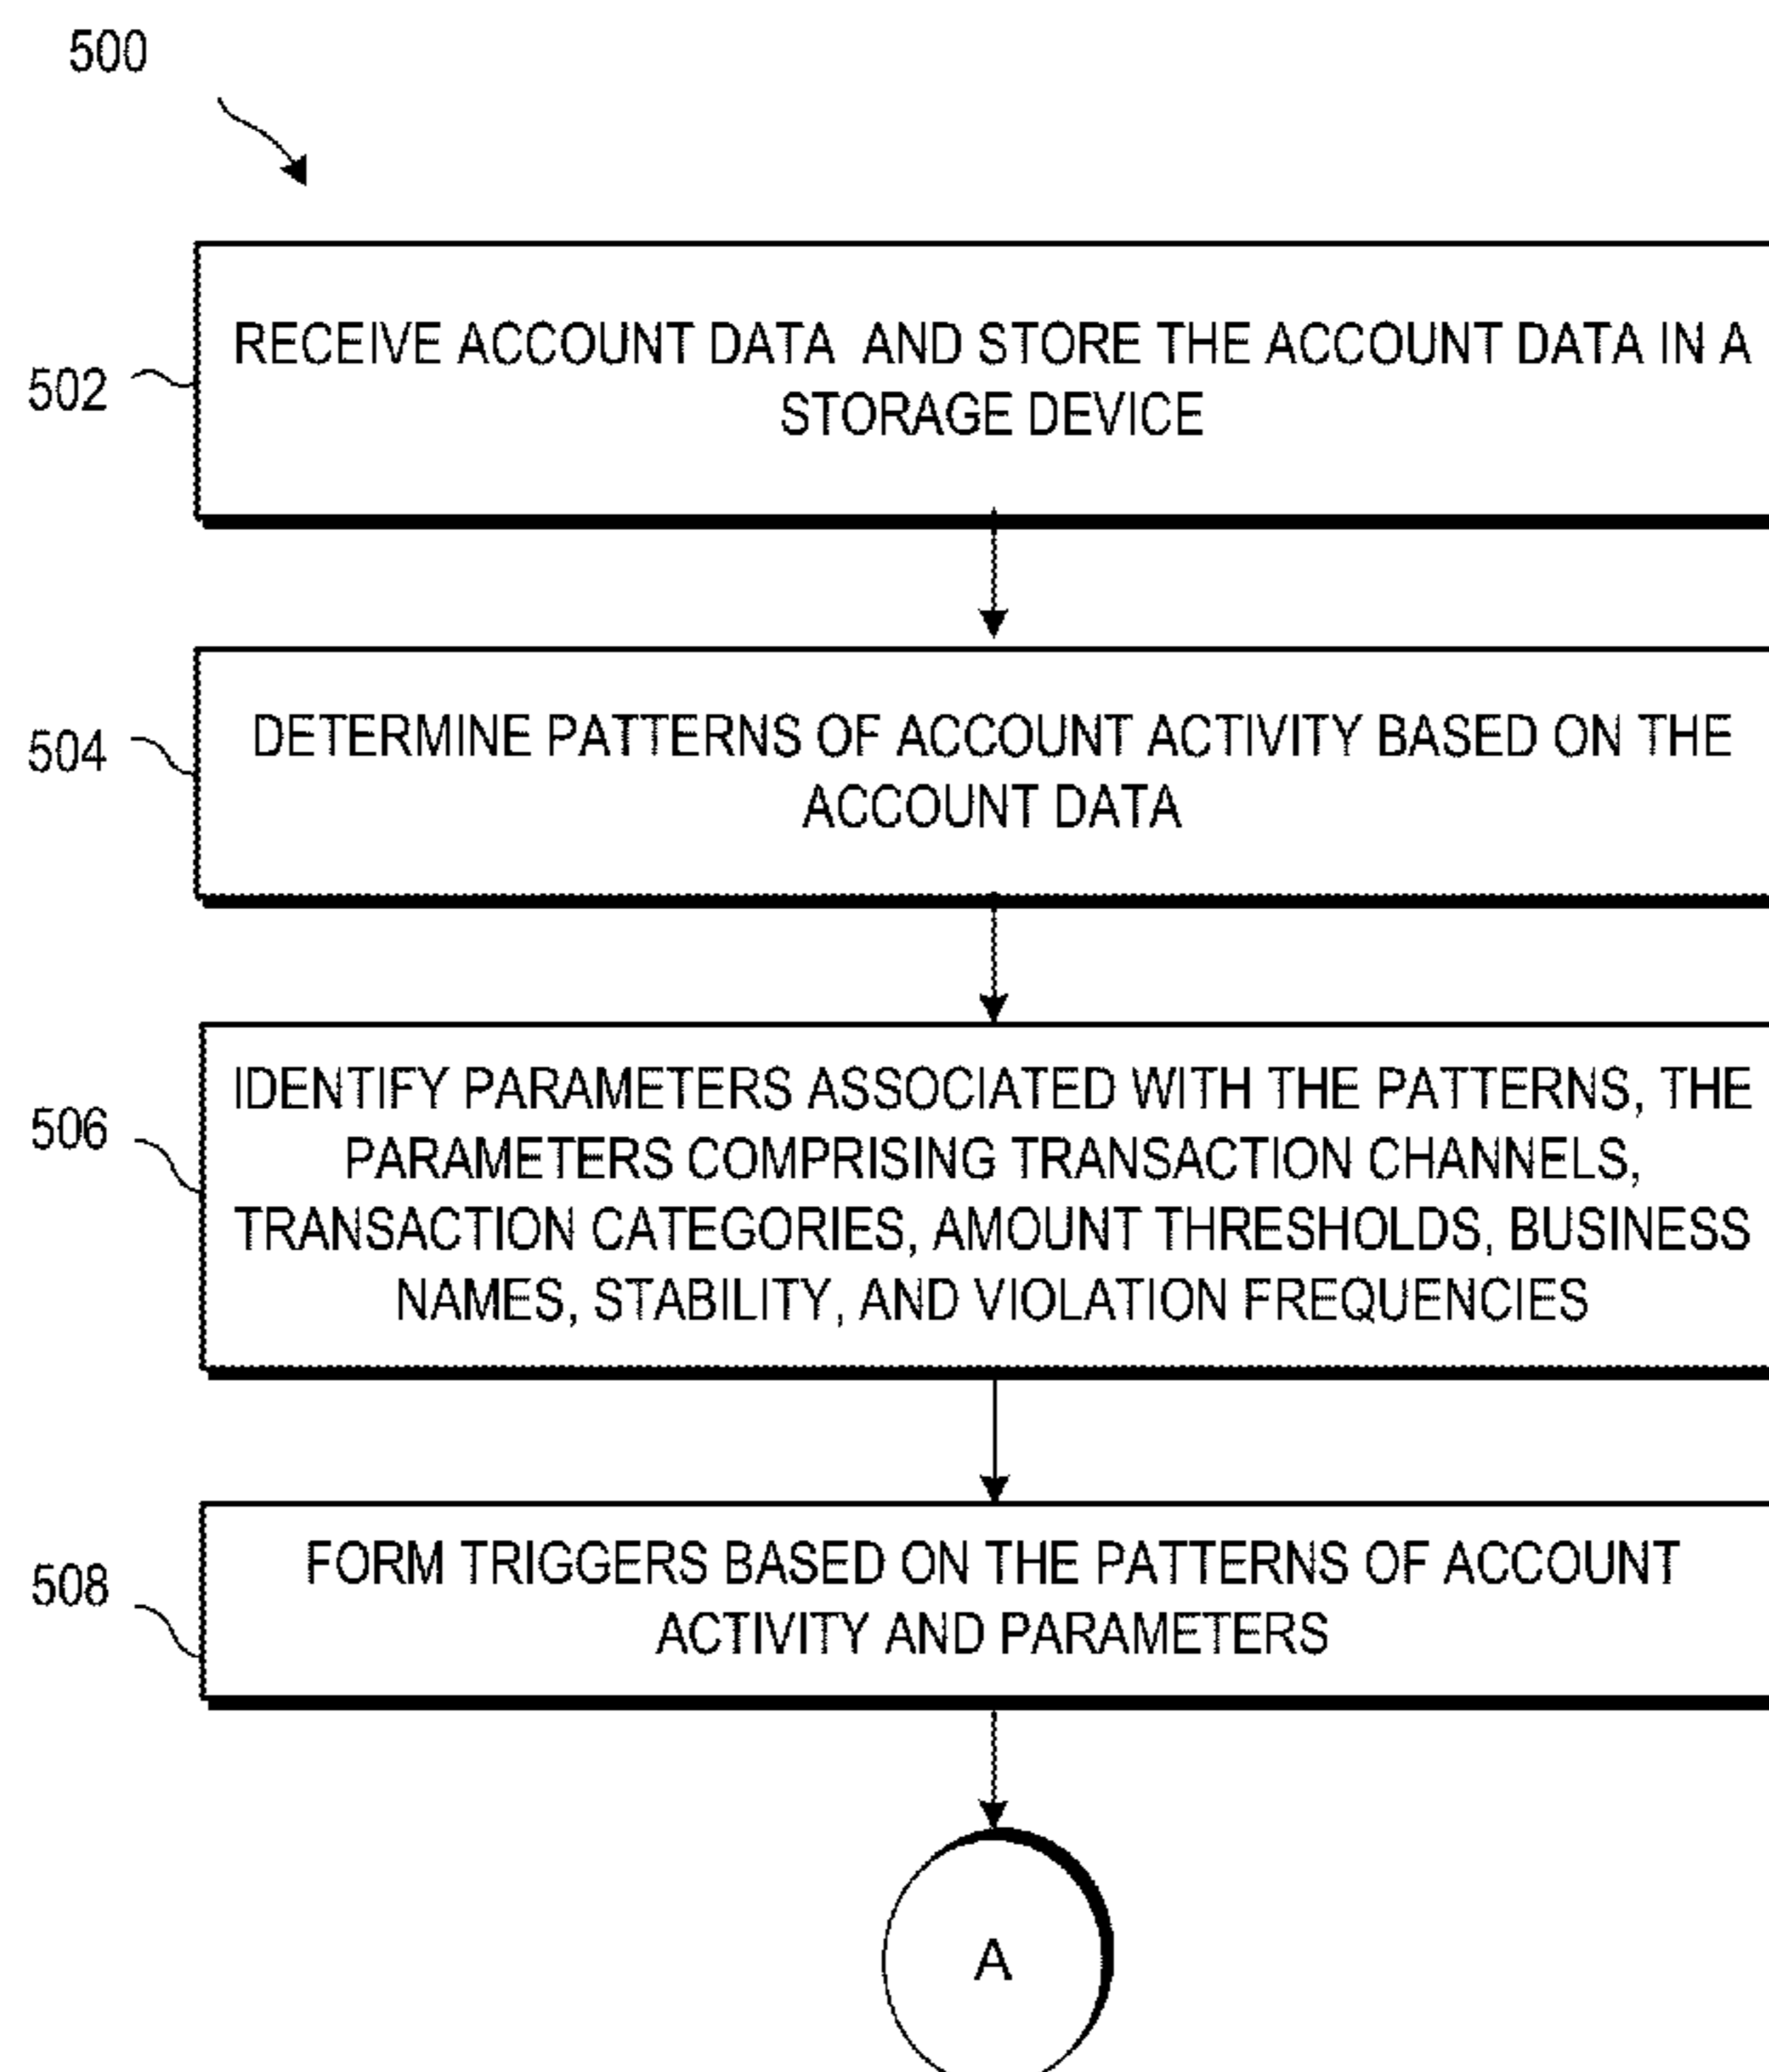 500
502
RECEIVE ACCOUNT DATA AND STORE THE ACCOUNT DATA IN A
STORAGE DEVICE
504
DETERMINE PATTERNS OF ACCOUNT ACTIVITY BASED ON THE
ACCOUNT DATA
506
IDENTIFY PARAMETERS ASSOCIATED WITH THE PATTERNS, THE
PARAMETERS COMPRISING TRANSACTION CHANNELS,
TRANSACTION CATEGORIES, AMOUNT THRESHOLDS, BUSINESS
NAMES, STABILITY, AND VIOLATION FREQUENCIES
508
FORM TRIGGERS BASED ON THE PATTERNS OF ACCOUNT
ACTIVITY AND PARAMETERS
A